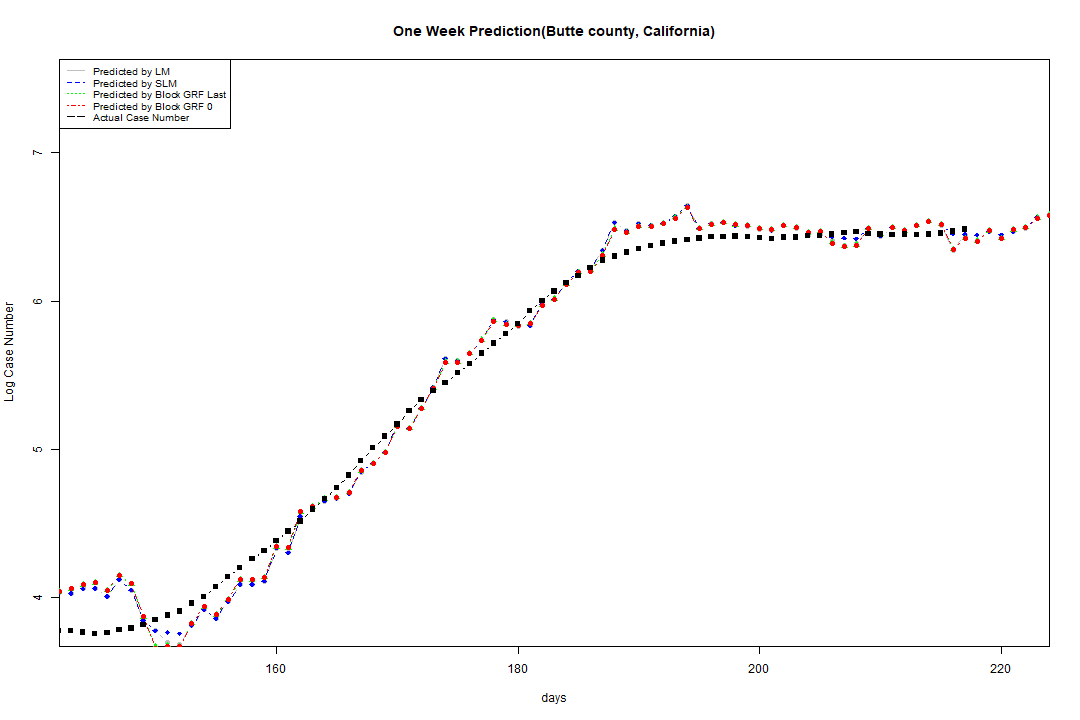 One Week Prediction(Butte county, California)
Predicted by LM
Predicted by SLM
Predicted by Block GRF Last
Predicted by Block GRF 0
Actual Case Number
7
6
5
4
Log Case Number
160
180
200
220
days